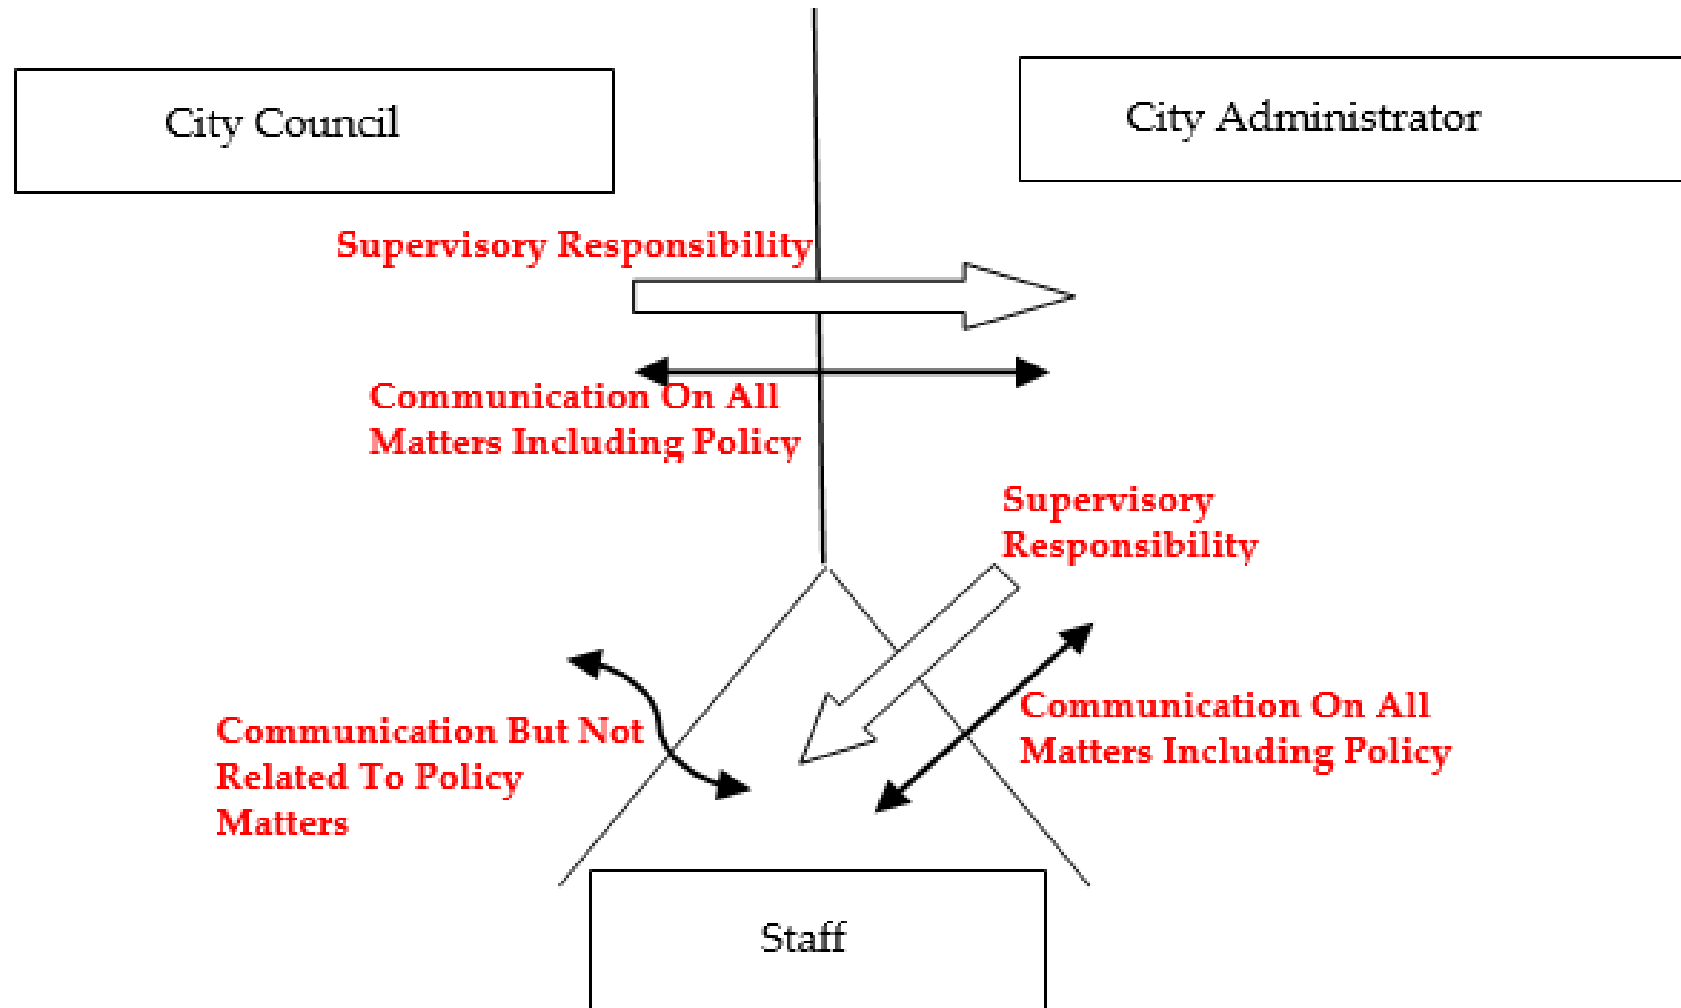 City Council
City Administrator
Supervisory Responsibility
Communication On All
Matters Including Policy
Supervisory
Responsibility
Communication On All
Matters Including Policy
Communication But Not
Related To Policy
Matters
Staff